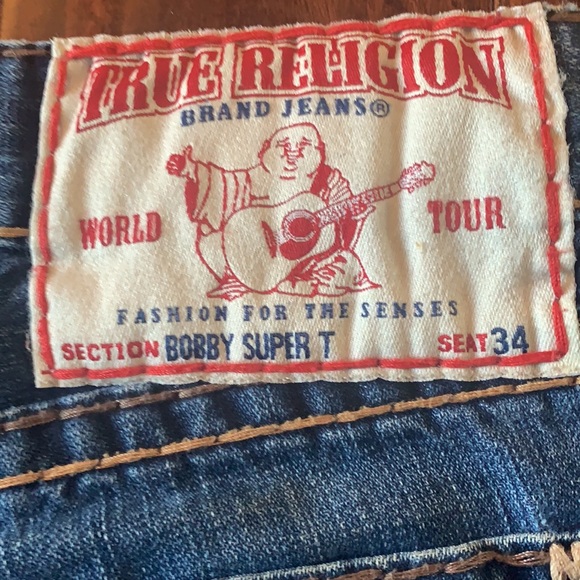 TRUE RELIGION
BRAND JEANS®
WORLD TOUR
FASHION FOR THE SENSES
SECTION BOBBY SUPER T SEAT 34